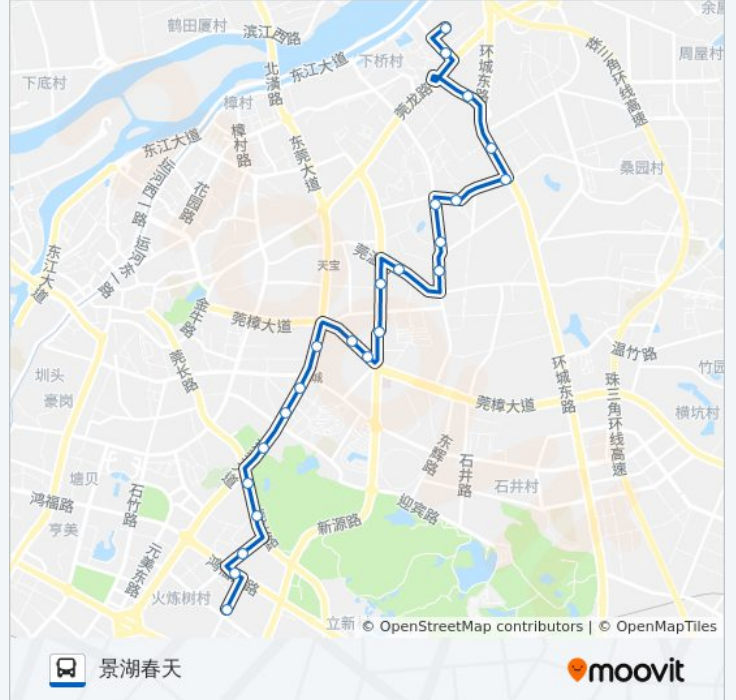 鹤田厦村
滨江西路
余屋
下桥村
东江大道
环城东路
珠三角环线高速
周屋村
下底村
北潢路
樟村
莞龙路
东江大道
樟村路
东莞大道
桑园村
运河西一路
花园路
运河东一路
东江大道
天宝
金牛路
莞樟大道
莞长路
温竹路
圳头
豪岗
城
环城东路
珠三角环线高速
竹园
莞樟大道
横坑村
东辉路
石井路
石井村
塘贝
石竹路
鸿福路
亨美
迎宾路
新源路
元美东路
火炼树村
立新
© OpenStreetMap contributors | © OpenMapTiles
景湖春天
moovit